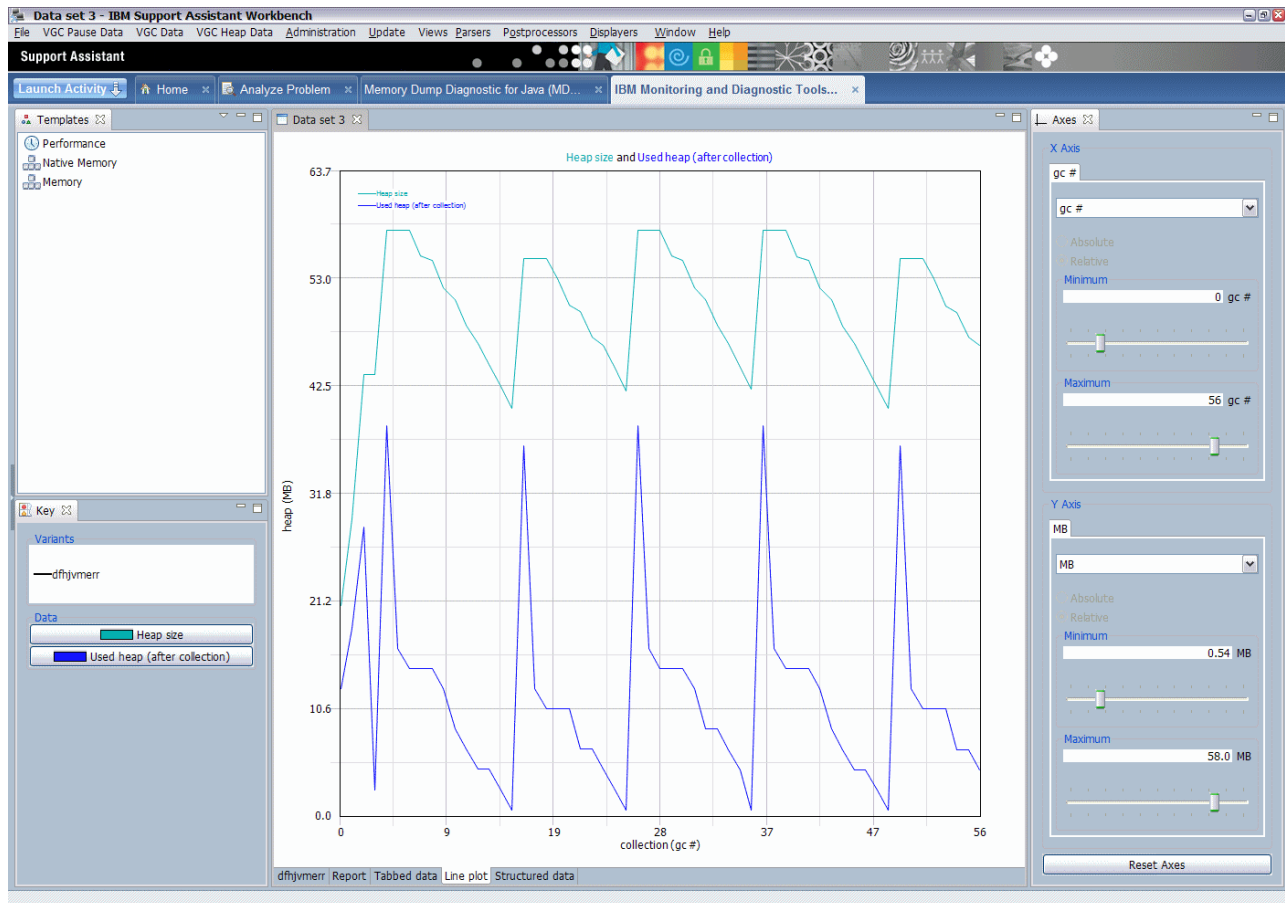 Data set 3 - IBM Support Assistant Workbench
File VGC Pause Data VGC Data VGC Heap Data Administration Update Views Parsers Postprocessors Displayers Window Help
Support Assistant
Launch Activity Home Analyze Problem Memory Dump Diagnostic for Java (MD... IBM Monitoring and Diagnostic Tools...
Templates
Performance
Native Memory
Memory
Key
Variants
dfhjvmerr
Data
Heap size
Used heap (after collection)
Data set 3
Heap size and Used heap (after collection)
Heap size
Used heap (after collection)
63.7
53.0
42.5
31.8
21.2
10.6
0.0
heap (MB)
0 9 19 28 37 47 56
collection (gc #)
dfhjvmerr Report Tabbed data Line plot Structured data
Axes
X Axis
gc #
gc #
Absolute
Relative
Minimum
0 gc #
Maximum
56 gc #
Y Axis
MB
MB
Absolute
Relative
Minimum
0.54 MB
Maximum
58.0 MB
Reset Axes